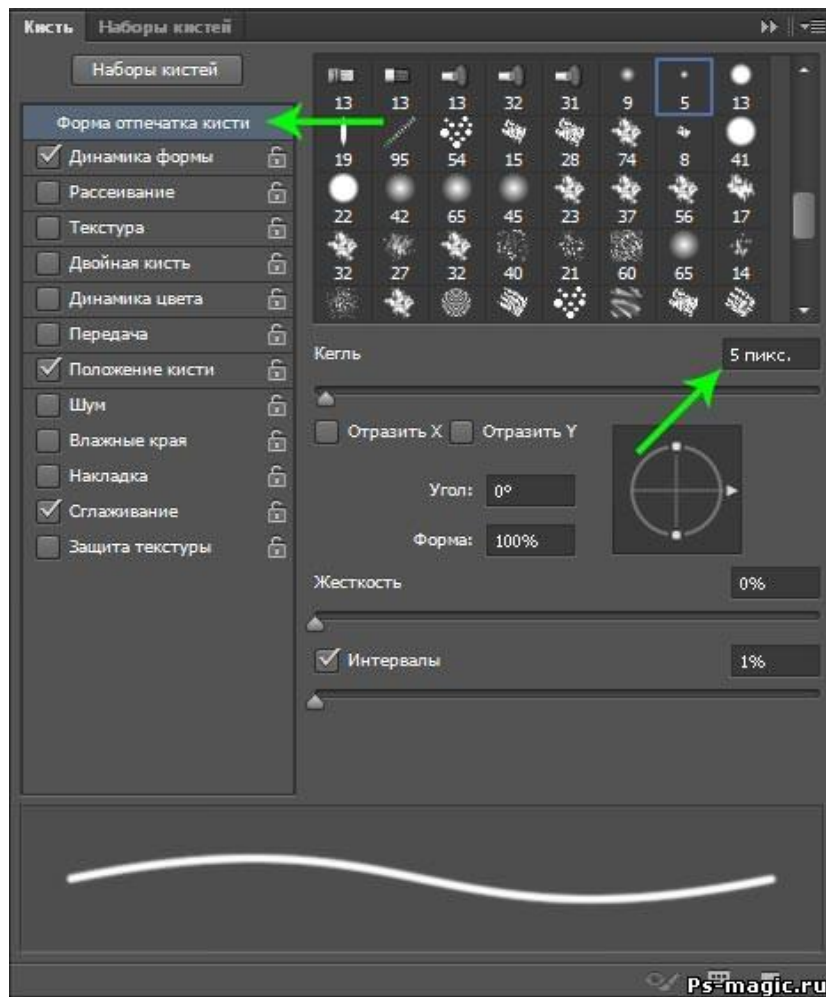 Кисть Наборы кистей
Наборы кистей
Форма отпечатка кисти
Динамика формы
Рассеивание
Текстура
Двойная кисть
Динамика цвета
Передача
Положение кисти
Шум
Влажные края
Накладка
Сглаживание
Защита текстуры
13 13 13 32 31 9 5 13
19 95 54 15 28 74 8 41
22 42 65 45 23 37 56 17
32 27 32 40 21 60 65 14
Кегль 5 пикс.
Отразить X Отразить Y
Угол: 0º
Форма: 100%
Жесткость 0%
Интервалы 1%
Ps-magic.ru